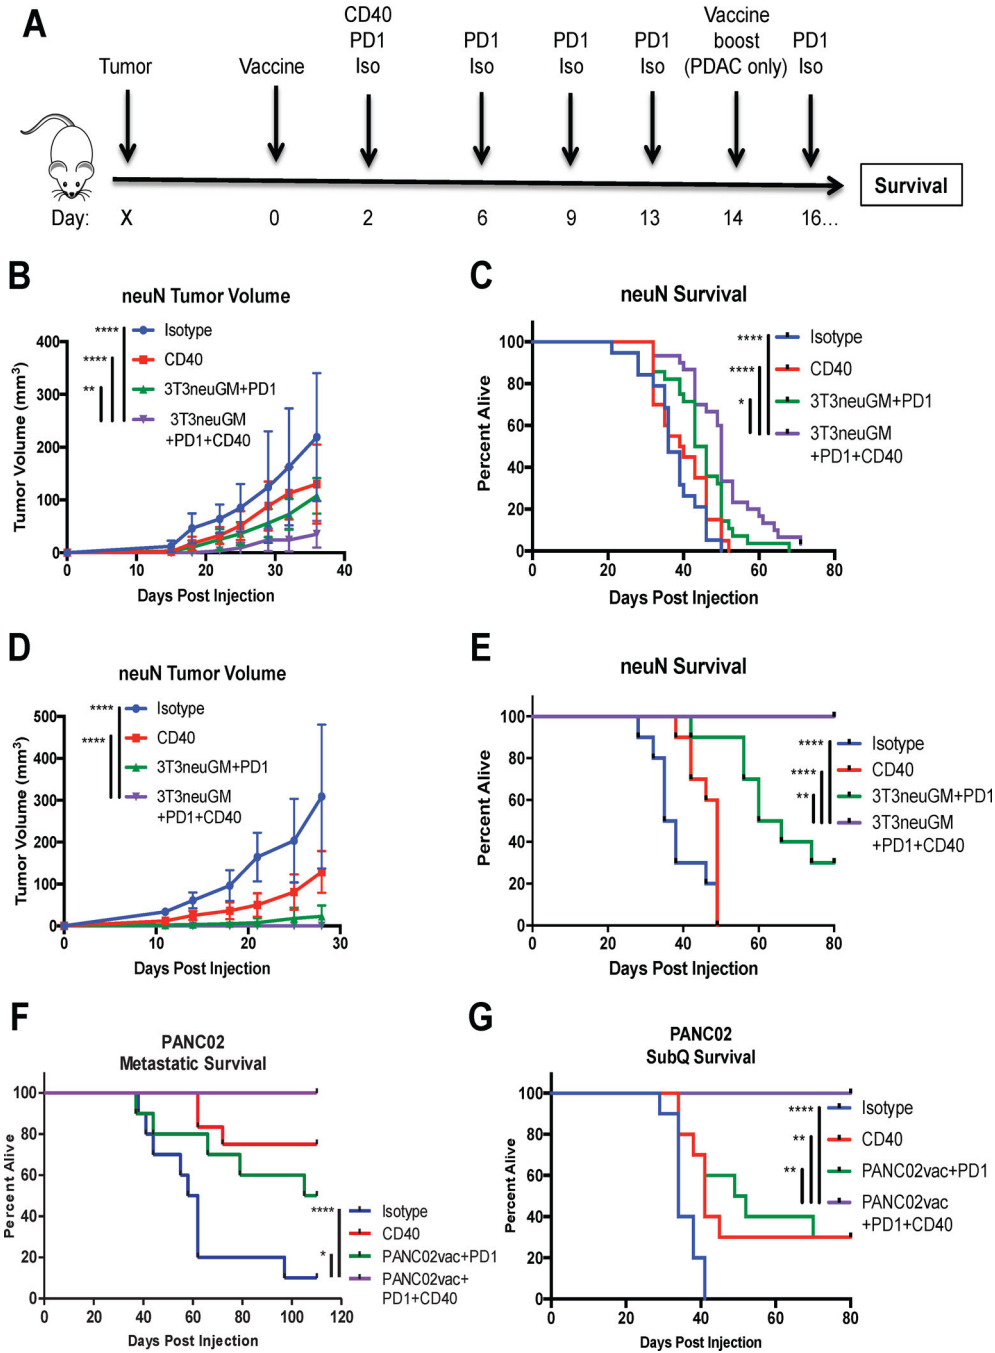 A
Tumor
Vaccine
CD40
PD1
Iso
PD1
Iso
PD1
Iso
PD1
Iso
Vaccine
boost
(PDAC only)
PD1
Iso
Survival
Day: X 0 2 6 9 13 14 16...
B
neuN Tumor Volume
Tumor Volume (mm³)
400
300
200
100
0
0 10 20 30 40
Days Post Injection
****
****
**
Isotype
CD40
3T3neuGM+PD1
3T3neuGM
+PD1+CD40
C
neuN Survival
Percent Alive
100
80
60
40
20
0
0 20 40 60 80
Days Post Injection
****
****
*
Isotype
CD40
3T3neuGM+PD1
3T3neuGM
+PD1+CD40
D
neuN Tumor Volume
Tumor Volume (mm³)
500
400
300
200
100
0
0 10 20 30
Days Post Injection
****
****
Isotype
CD40
3T3neuGM+PD1
3T3neuGM
+PD1+CD40
E
neuN Survival
Percent Alive
100
80
60
40
20
0
0 20 40 60 80
Days Post Injection
****
****
**
Isotype
CD40
3T3neuGM+PD1
3T3neuGM
+PD1+CD40
F
PANC02
Metastatic Survival
Percent Alive
100
80
60
40
20
0
0 20 40 60 80 100 120
Days Post Injection
****
*
Isotype
CD40
PANC02vac+PD1
PANC02vac+
PD1+CD40
G
PANC02
SubQ Survival
Percent Alive
100
80
60
40
20
0
0 20 40 60 80
Days Post Injection
****
**
**
Isotype
CD40
PANC02vac+PD1
PANC02vac
+PD1+CD40